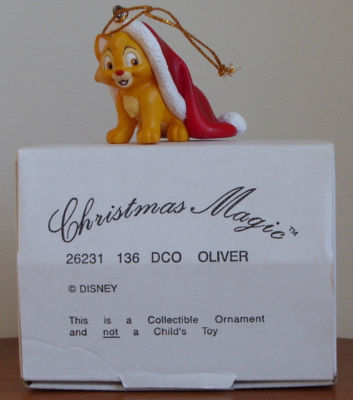 Christmas Magic™
26231 136 DCO OLIVER
© DISNEY
This is a Collectible Ornament
and not a Child's Toy